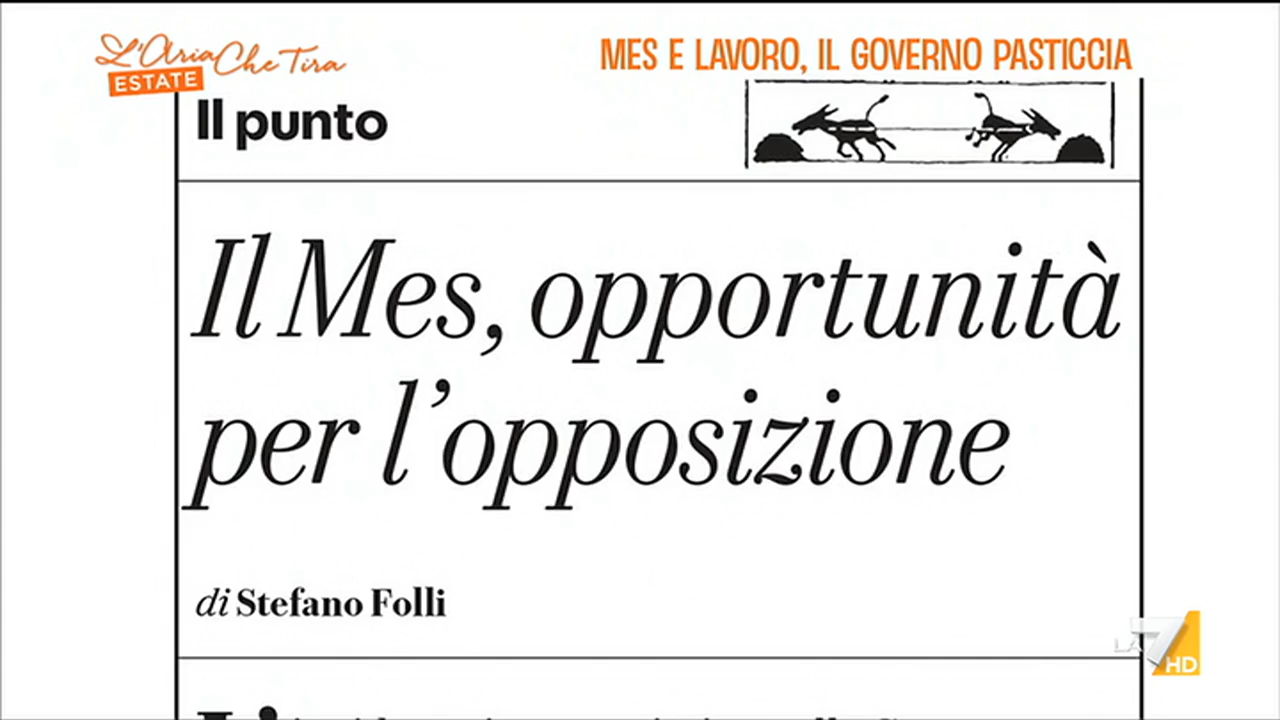 L'Aria Che Tira
ESTATE
MES E LAVORO, IL GOVERNO PASTICCIA
Il punto
Il Mes, opportunità
per l'opposizione
di Stefano Folli
LA7
HD